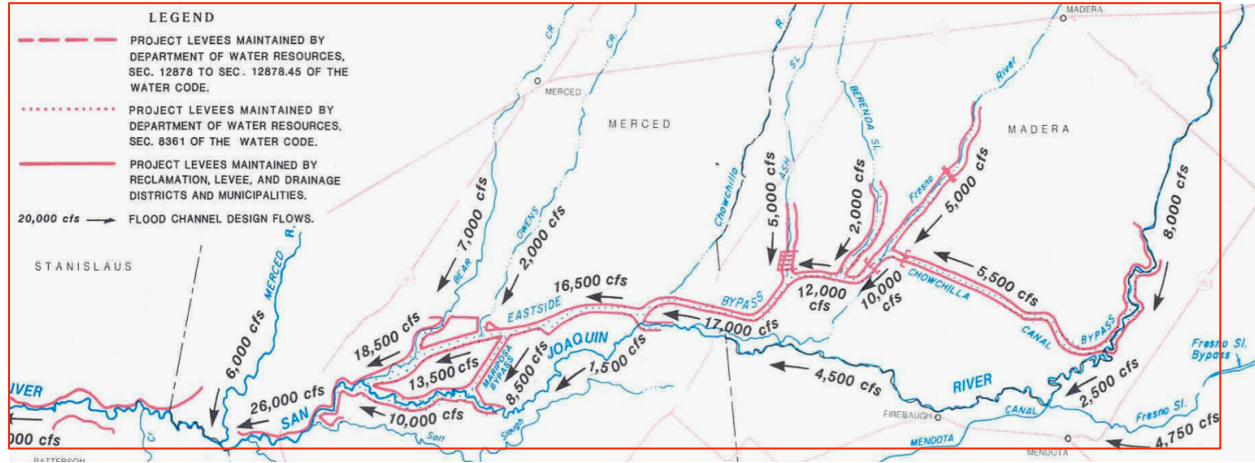 LEGEND
PROJECT LEVEES MAINTAINED BY
DEPARTMENT OF WATER RESOURCES,
SEC. 12878 TO SEC. 12878.45 OF THE
WATER CODE.
PROJECT LEVEES MAINTAINED BY
DEPARTMENT OF WATER RESOURCES,
SEC. 8361 OF THE WATER CODE.
PROJECT LEVEES MAINTAINED BY
RECLAMATION, LEVEE, AND DRAINAGE
DISTRICTS AND MUNICIPALITIES.
20,000 cfs
FLOOD CHANNEL DESIGN FLOWS.
MADERA
CR.
CR.
R.
SL
River
MERCED
MERCED
BERENDA SL.
MADERA
STANISLAUS
MERCED R.
7,000 cfs
BEAR
OWENS
2,000 cfs
Chowchilla
ASH
5,000 cfs
2,000 cfs
Fresno
5,000 cfs
8,000 cfs
16,500 cfs
EASTSIDE
BYPASS
17,000 cfs
12,000
cfs
10,000
cfs
CHOWCHILLA
5,500
cfs
CANAL
BYPASS
Fresno Sl.
Bypass
18,500 cfs
13,500 cfs
MARIPOSA
BYPASS
8,500 cfs
JOAQUIN
1,500 cfs
4,500 cfs
RIVER
2,500 cfs
6,000 cfs
IVER
26,000 cfs
SAN
10,000
cfs
Salt
Slough
FIREBAUGH
CANAL
MENDOTA
Fresno Sl.
4,750 cfs
MENDOTA
000 cfs
PATTERSON